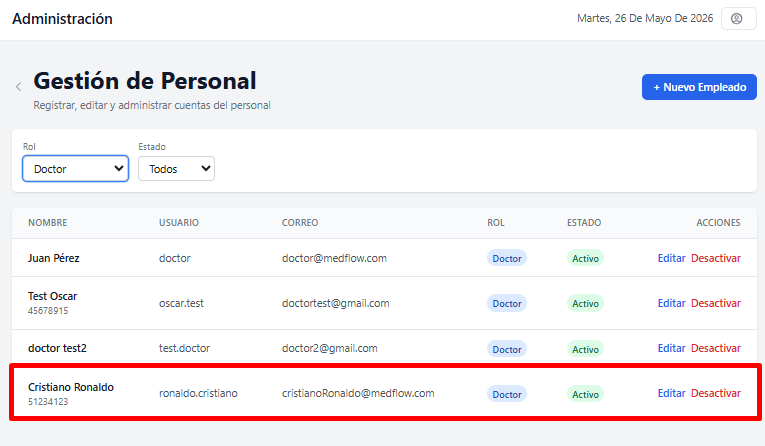 Administración
Martes, 26 De Mayo De 2026
Gestión de Personal
Registrar, editar y administrar cuentas del personal
+ Nuevo Empleado
Rol Estado
Doctor Todos
NOMBRE USUARIO CORREO ROL ESTADO ACCIONES
Juan Pérez doctor doctor@medflow.com Doctor Activo Editar Desactivar
Test Oscar
45678915
oscar.test doctortest@gmail.com Doctor Activo Editar Desactivar
doctor test2 test.doctor doctor2@gmail.com Doctor Activo Editar Desactivar
Cristiano Ronaldo
51234123
ronaldo.cristiano cristianoRonaldo@medflow.com Doctor Activo Editar Desactivar